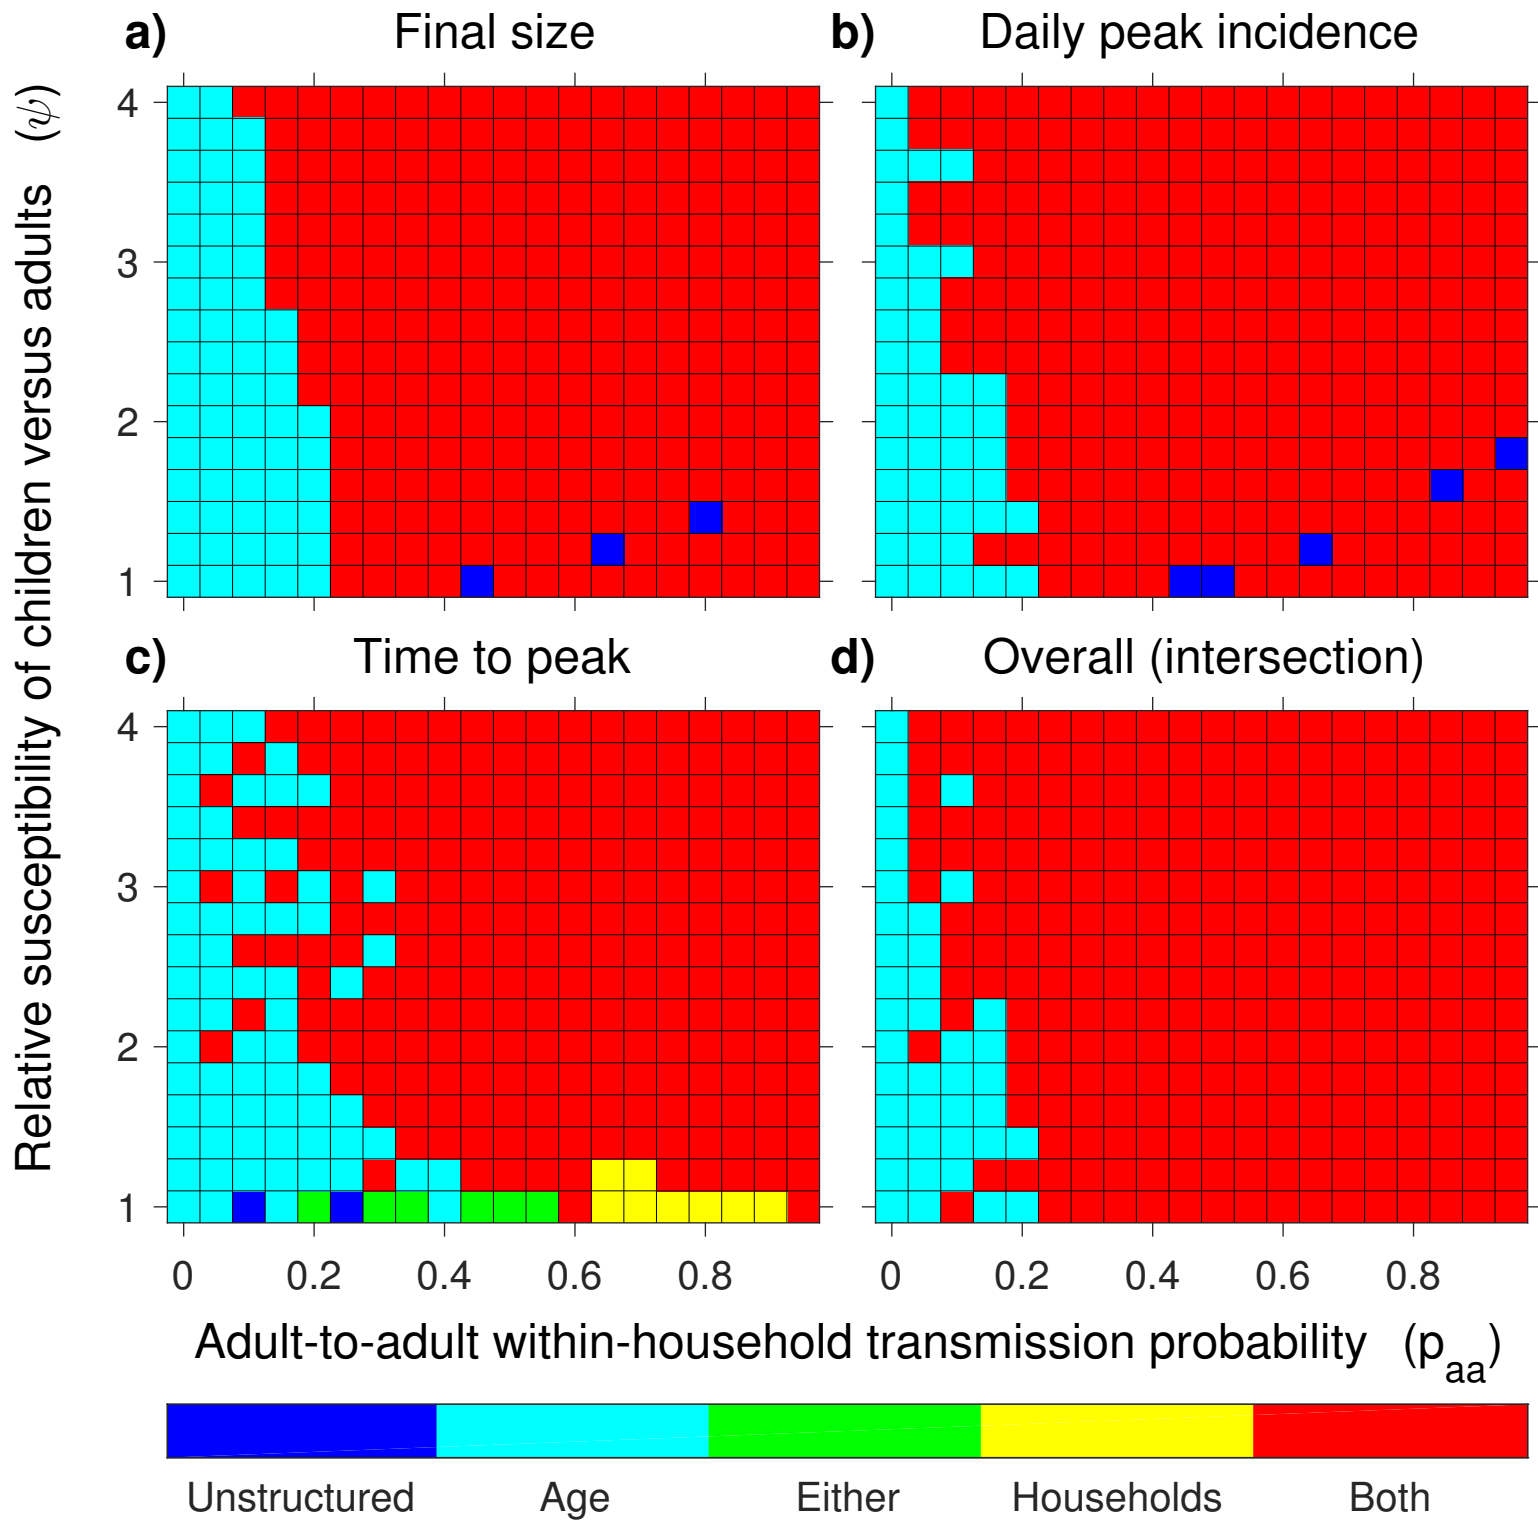 a) Final size
b) Daily peak incidence
Relative susceptibility of children versus adults (ψ)
4
3
2
1
c) Time to peak
d) Overall (intersection)
4
3
2
1
0 0.2 0.4 0.6 0.8
0 0.2 0.4 0.6 0.8
Adult-to-adult within-household transmission probability (p_aa)
Unstructured Age Either Households Both